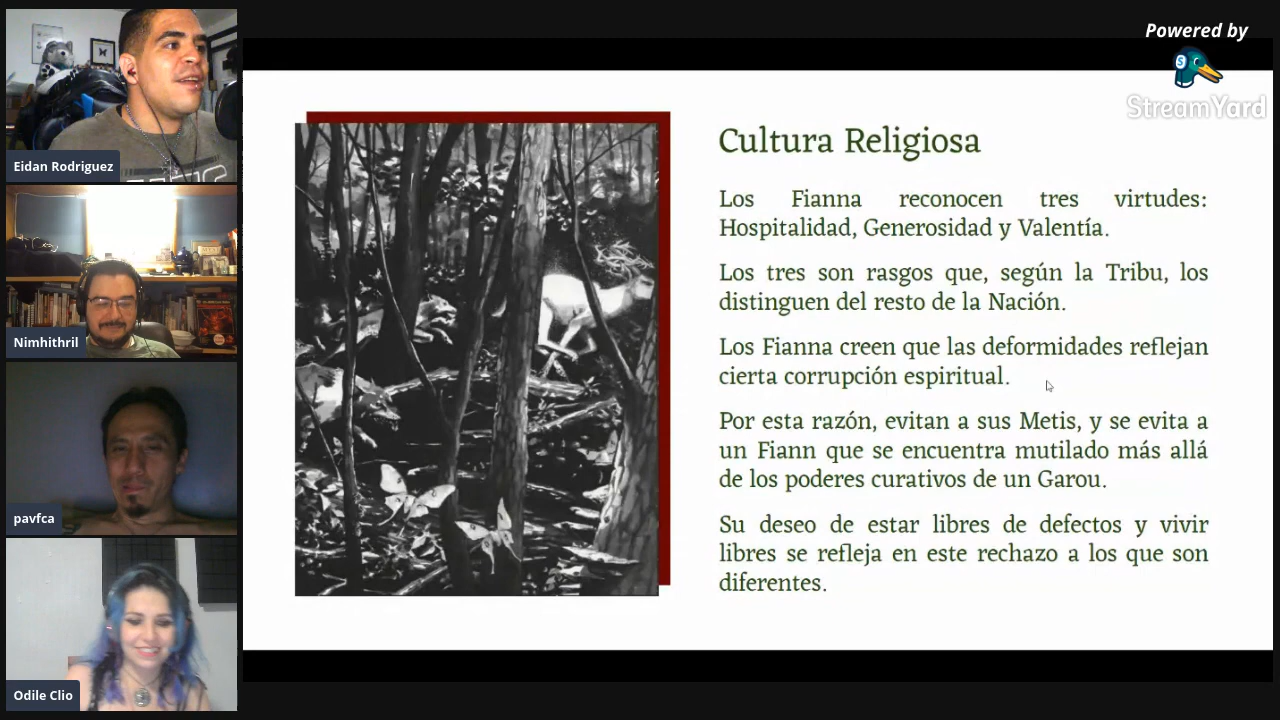 Powered by
StreamYard
Eidan Rodriguez
Nimhithril
pavfca
Odile Clio
Cultura Religiosa
Los Fianna reconocen tres virtudes:
Hospitalidad, Generosidad y Valentía.
Los tres son rasgos que, según la Tribu, los
distinguen del resto de la Nación.
Los Fianna creen que las deformidades reflejan
cierta corrupción espiritual.
Por esta razón, evitan a sus Metis, y se evita a
un Fiann que se encuentra mutilado más allá
de los poderes curativos de un Garou.
Su deseo de estar libres de defectos y vivir
libres se refleja en este rechazo a los que son
diferentes.